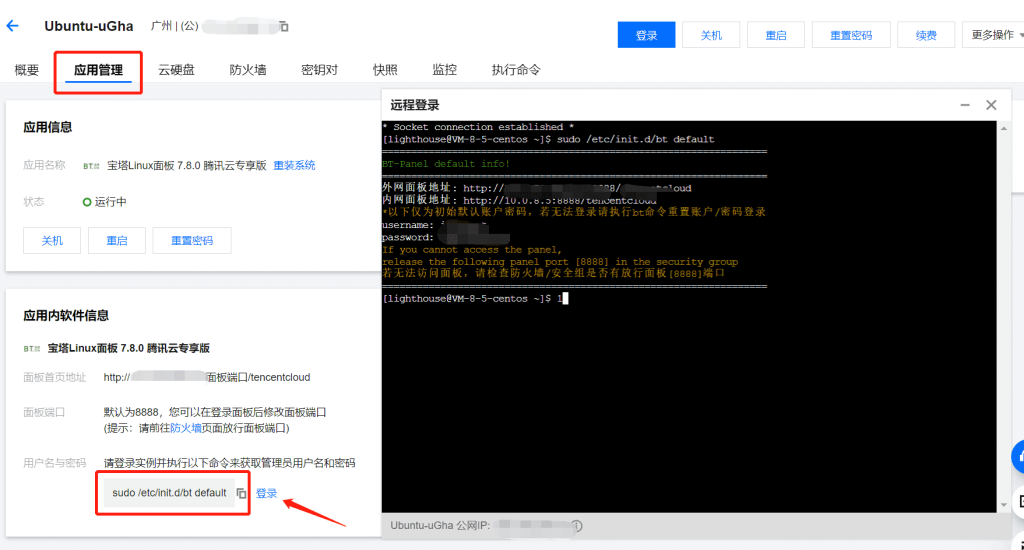 Ubuntu-uGha 广州 | (公)
登录 关机 重启 重置密码 续费 更多操作
概要 应用管理 云硬盘 防火墙 密钥对 快照 监控 执行命令
应用信息
应用名称 BT 宝塔Linux面板 7.8.0 腾讯云专享版 重装系统
状态 运行中
关机 重启 重置密码
应用内软件信息
BT 宝塔Linux面板 7.8.0 腾讯云专享版
面板首页地址 http:// 面板端口/tencentcloud
面板端口 默认为8888，您可以在登录面板后修改面板端口
(提示：请前往防火墙页面放行面板端口)
用户名与密码 请登录实例并执行以下命令来获取管理员用户名和密码
sudo /etc/init.d/bt default 登录
远程登录
* Socket connection established *
[lighthouse@VM-8-5-centos ~]$ sudo /etc/init.d/bt default
==================================================================
BT-Panel default info!
==================================================================
外网面板地址: http:// 8/ cloud
内网面板地址: http://10.0.8.5:8888/tencentcloud
*以下仅为初始默认账户密码，若无法登录请执行bt命令重置账户/密码登录
username:
password:
If you cannot access the panel,
release the following panel port [8888] in the security group
若无法访问面板，请检查防火墙/安全组是否有放行面板[8888]端口
==================================================================
[lighthouse@VM-8-5-centos ~]$ 1
Ubuntu-uGha 公网IP: